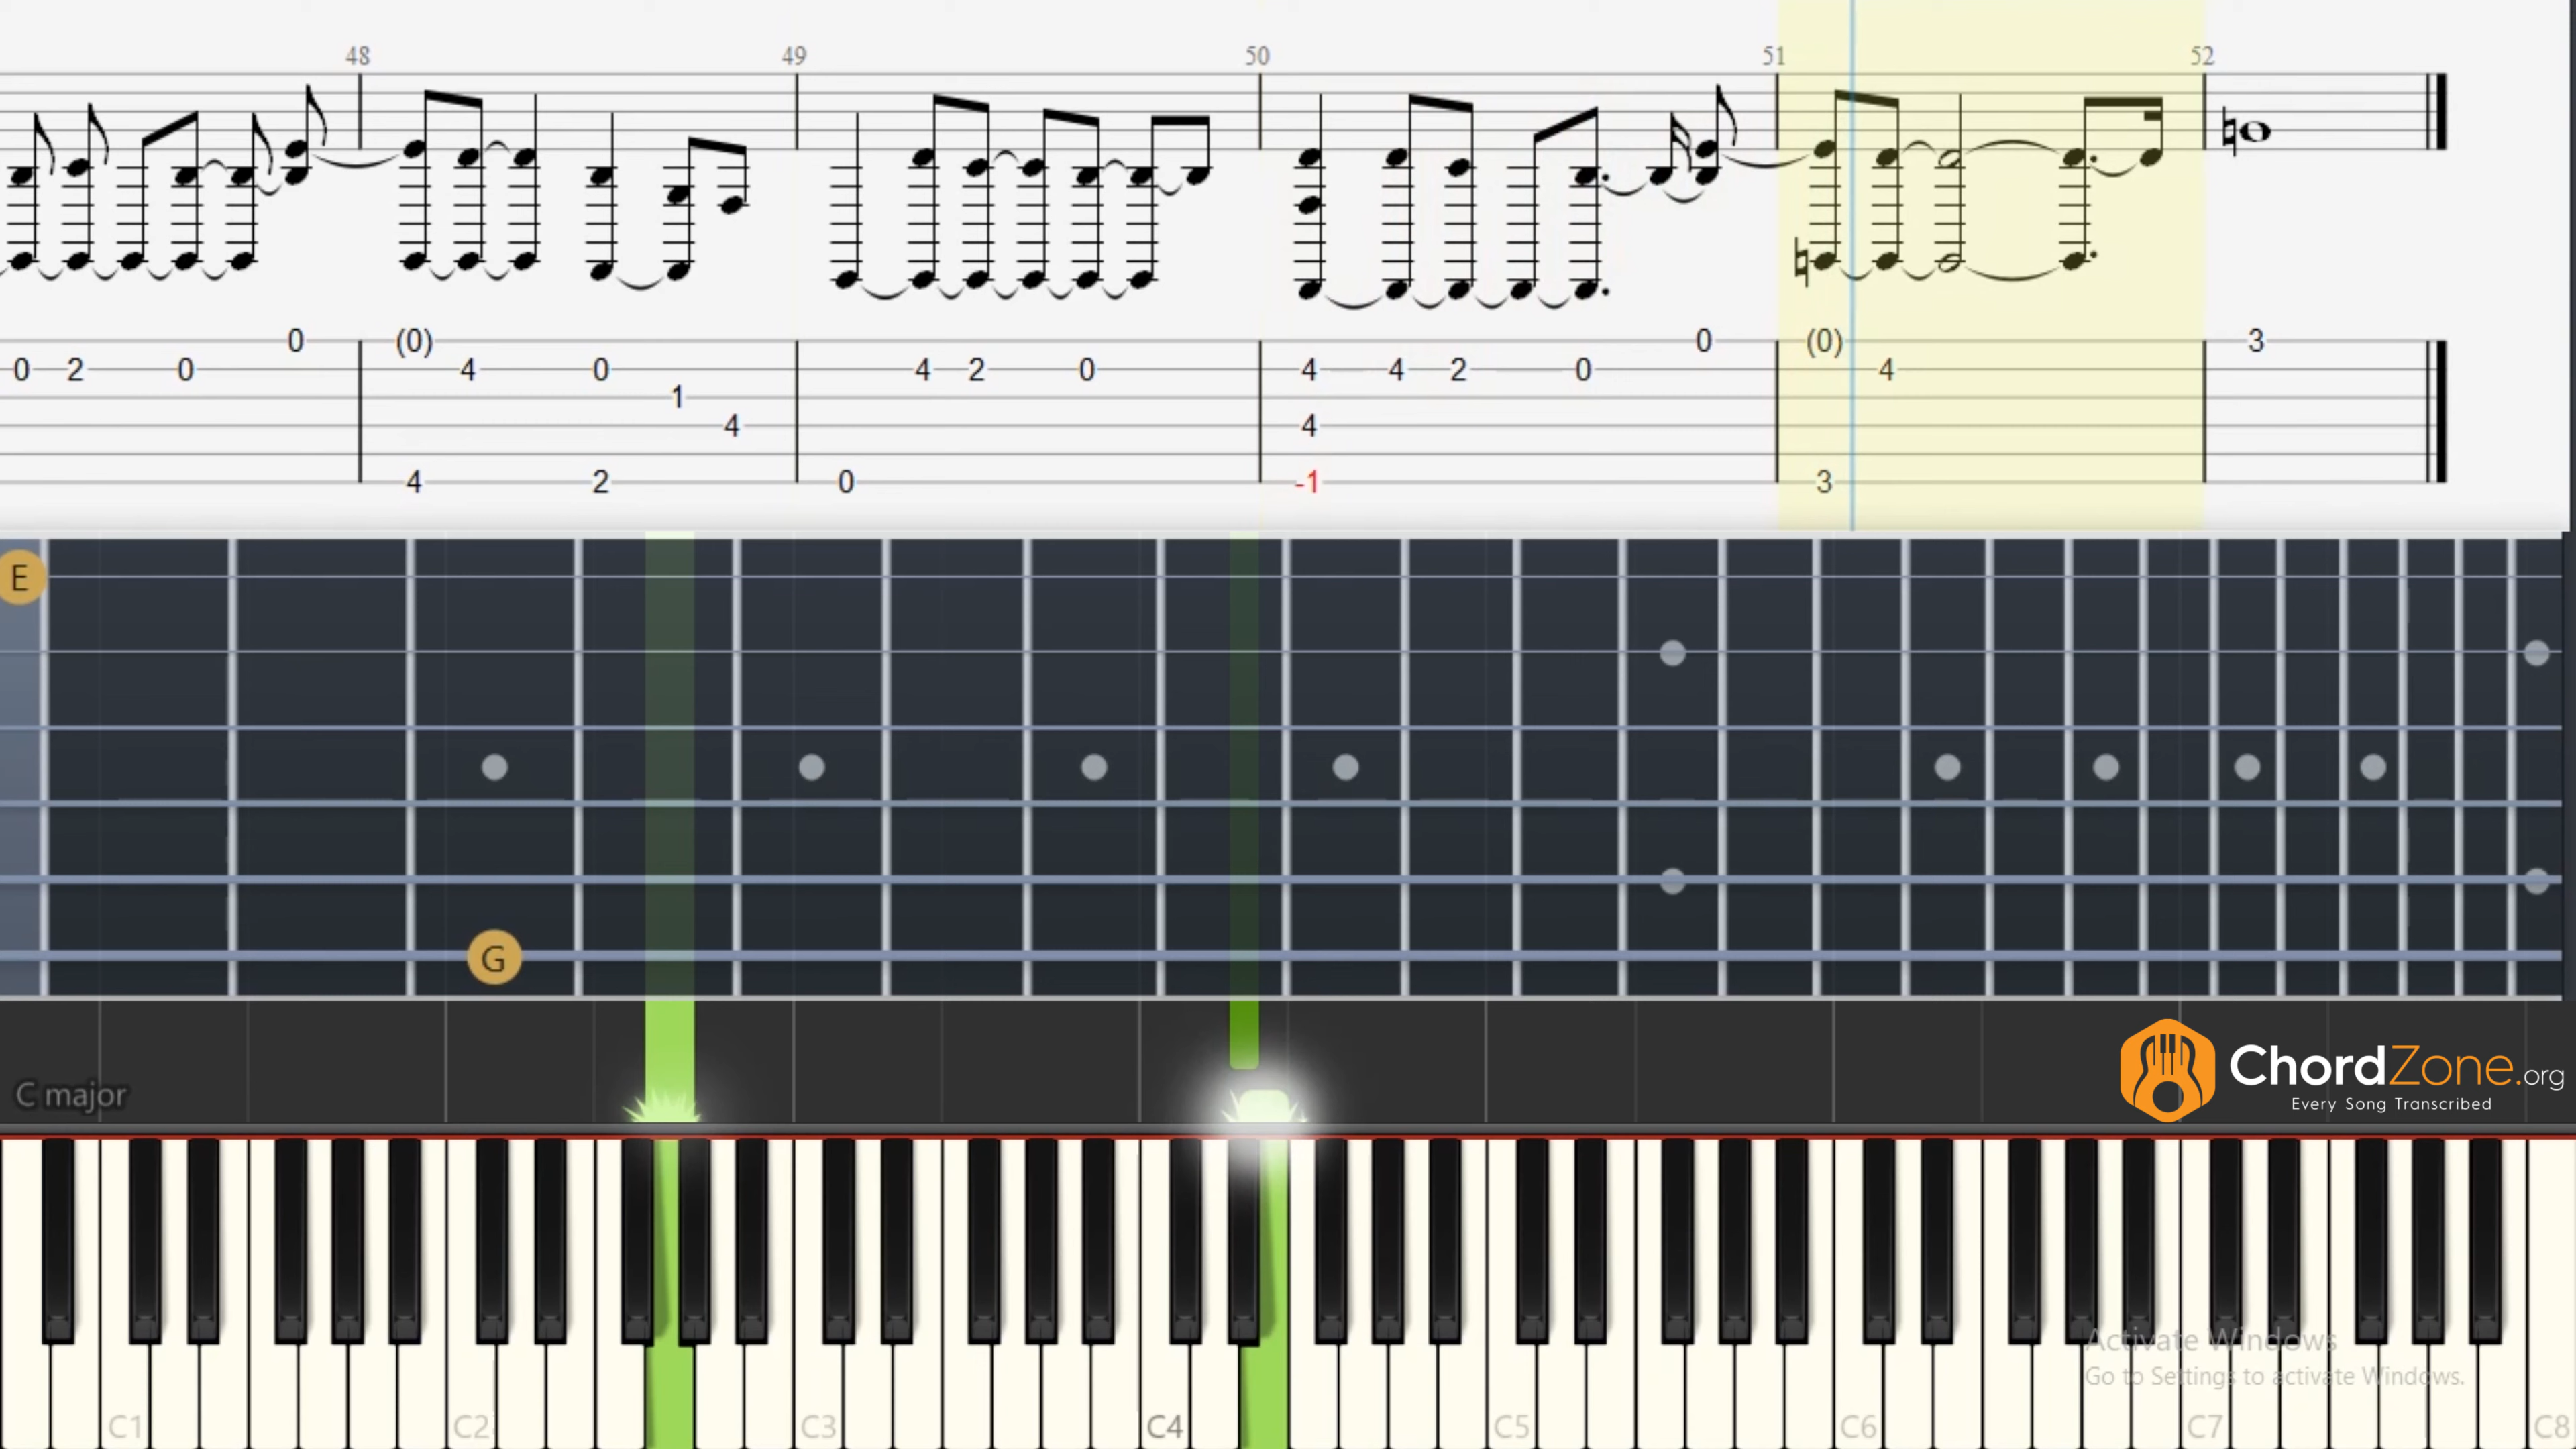 48 49 50 51 52
0 (0) 0 (0) 3
0 2 0 4 0 4 2 0 4 4 2 0 4
1
4 4
4 2 0 -1 3
E
G
C major
ChordZone.org
Every Song Transcribed
Activate Windows
Go to Settings to activate Windows.
C1 C2 C3 C4 C5 C6 C7 C8